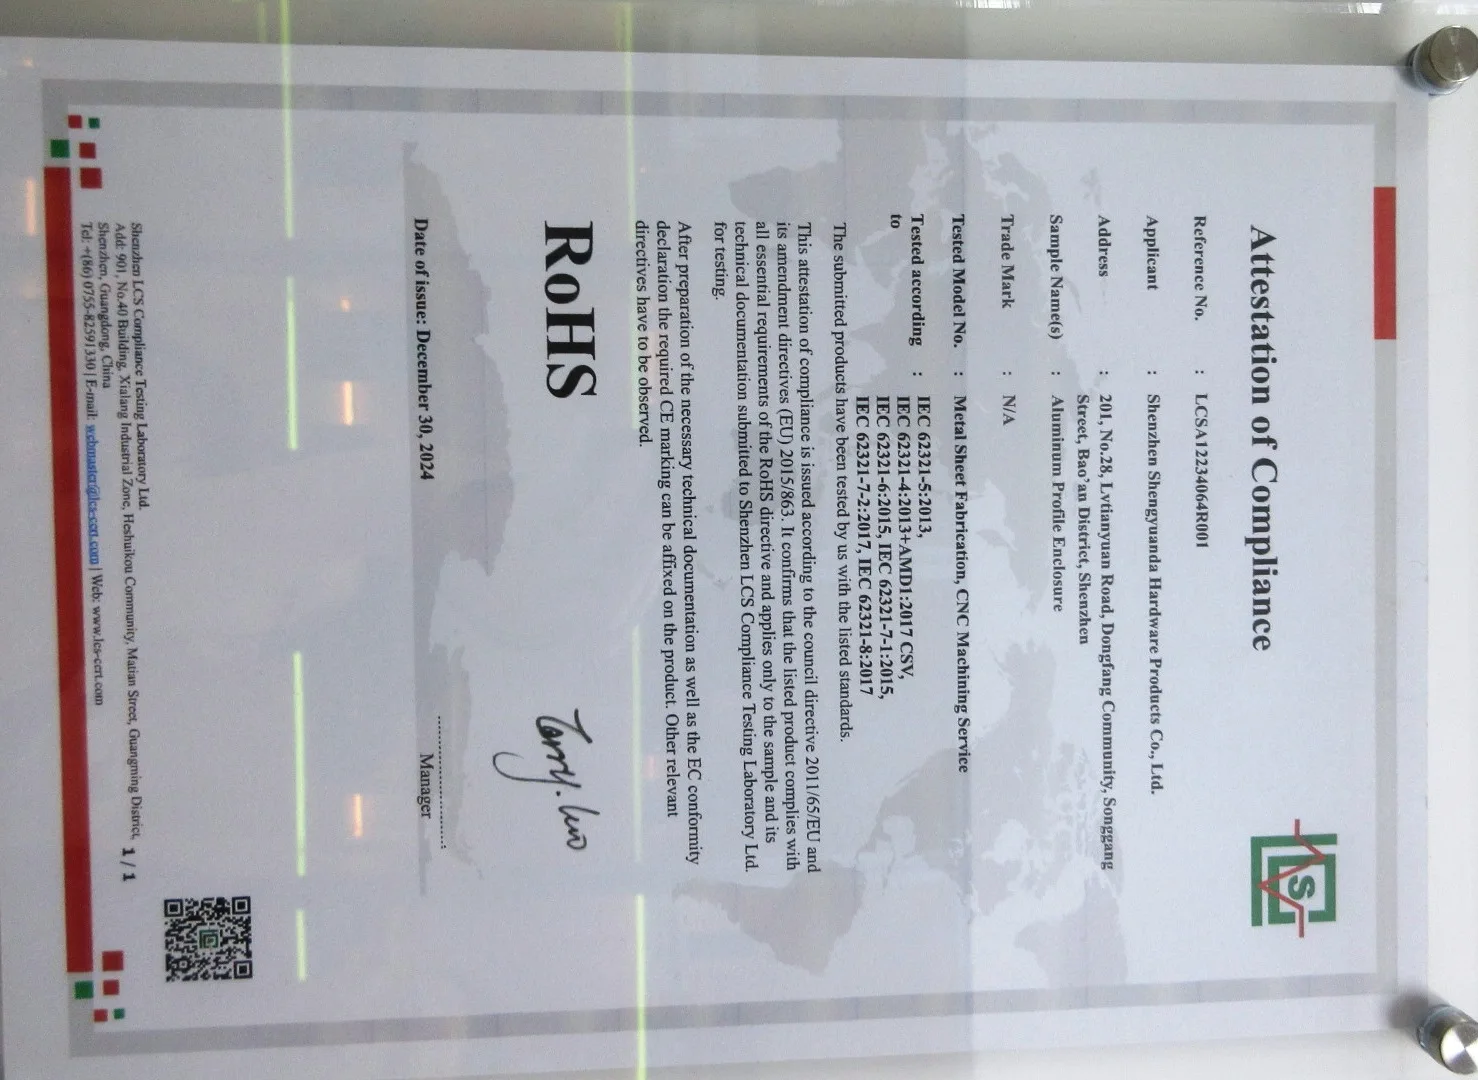 Attestation of Compliance
LCS
Reference No. : LCSA12234064R001
Applicant : Shenzhen Shengyuanda Hardware Products Co., Ltd.
Address : 201, No.28, Lvtianyuan Road, Dongfang Community, Songgang
Street, Bao'an District, Shenzhen
Sample Name(s) : Aluminum Profile Enclosure
Trade Mark : N/A
Tested Model No. : Metal Sheet Fabrication, CNC Machining Service
Tested according : IEC 62321-5:2013,
to IEC 62321-4:2013+AMD1:2017 CSV,
IEC 62321-6:2015, IEC 62321-7-1:2015,
IEC 62321-7-2:2017, IEC 62321-8:2017
The submitted products have been tested by us with the listed standards.
This attestation of compliance is issued according to the council directive 2011/65/EU and
its amendment directives (EU) 2015/863. It confirms that the listed product complies with
all essential requirements of the RoHS directive and applies only to the sample and its
technical documentation submitted to Shenzhen LCS Compliance Testing Laboratory Ltd.
for testing.
After preparation of the necessary technical documentation as well as the EC conformity
declaration the required CE marking can be affixed on the product. Other relevant
directives have to be observed.
RoHS
Date of issue: December 30, 2024
Manager
Shenzhen LCS Compliance Testing Laboratory Ltd.
Add: 901, No.40 Building, Xialang Industrial Zone, Heshuikou Community, Matian Street, Guangming District, 1 / 1
Shenzhen, Guangdong, China
Tel: +(86) 0755-82591330 | E-mail: webmaster@lcs-cert.com | Web: www.lcs-cert.com